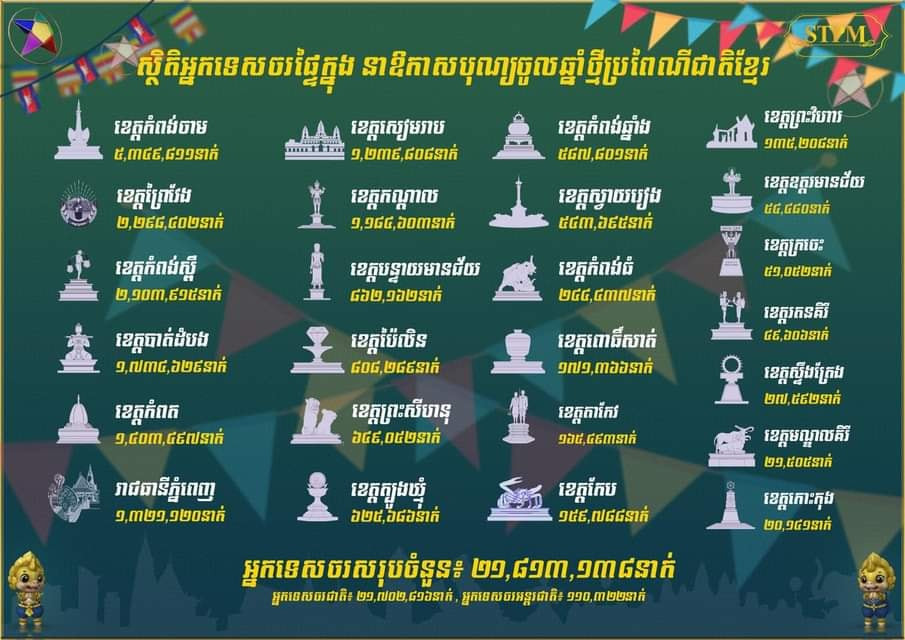 STPM
ស្ថិតិអ្នកទេសចរផ្ទៃក្នុង នាឱកាសបុណ្យចូលឆ្នាំថ្មីប្រពៃណីជាតិខ្មែរ
ខេត្តកំពង់ចាម
៥,៣៤៩,៨១១នាក់
ខេត្តព្រៃវែង
២,២៩៨,៤០២នាក់
ខេត្តកំពង់ស្ពឺ
២,១០៣,៩១៥នាក់
ខេត្តបាត់ដំបង
១,៧៣៤,៦២៩នាក់
ខេត្តកំពត
១,៤០៣,៤៩៧នាក់
រាជធានីភ្នំពេញ
១,៣២១,១២០នាក់
ខេត្តសៀមរាប
១,២៣៩,៨០៨នាក់
ខេត្តកណ្តាល
១,១៨៤,៦០៣នាក់
ខេត្តបន្ទាយមានជ័យ
៨៦២,១៦២នាក់
ខេត្តប៉ៃលិន
៨០៨,២៨៩នាក់
ខេត្តព្រះសីហនុ
៦៤៩,០៥២នាក់
ខេត្តត្បូងឃ្មុំ
៦២៥,៦៨៦នាក់
ខេត្តកំពង់ឆ្នាំង
៥៨៧,៨០១នាក់
ខេត្តស្វាយរៀង
៥៤៣,៦៩៥នាក់
ខេត្តកំពង់ធំ
២៤៤,៤៣៧នាក់
ខេត្តពោធិ៍សាត់
១៧១,៣៦៦នាក់
ខេត្តតាកែវ
១៦៥,៤៩៣នាក់
ខេត្តកែប
១៥៩,៧៨៨នាក់
ខេត្តព្រះវិហារ
១៣៥,២០៨នាក់
ខេត្តឧត្តរមានជ័យ
៥៥,៤៨០នាក់
ខេត្តក្រចេះ
៥១,០៥២នាក់
ខេត្តរតនគិរី
៤៩,៦០៦នាក់
ខេត្តស្ទឹងត្រែង
២៧,៥៩២នាក់
ខេត្តមណ្ឌលគិរី
២១,៥០៥នាក់
ខេត្តកោះកុង
២០,១៤១នាក់
អ្នកទេសចរសរុបចំនួន៖ ២១,៨១៣,១៣៨នាក់
អ្នកទេសចរជាតិ៖ ២១,៧០២,៨១៦នាក់ , អ្នកទេសចរអន្តរជាតិ៖ ១១០,៣២២នាក់